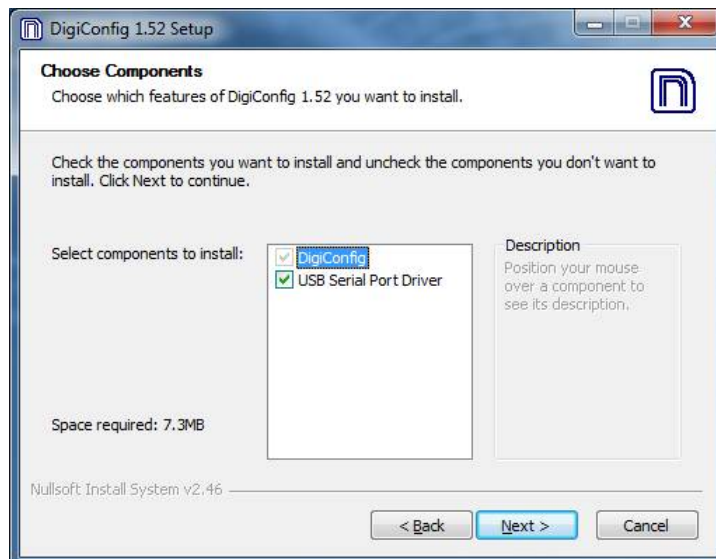 DigiConfig 1.52 Setup
Choose Components
Choose which features of DigiConfig 1.52 you want to install.
Check the components you want to install and uncheck the components you don't want to
install. Click Next to continue.
Select components to install:
DigiConfig
USB Serial Port Driver
Description
Position your mouse
over a component to
see its description.
Space required: 7.3MB
Nullsoft Install System v2.46
< Back
Next >
Cancel